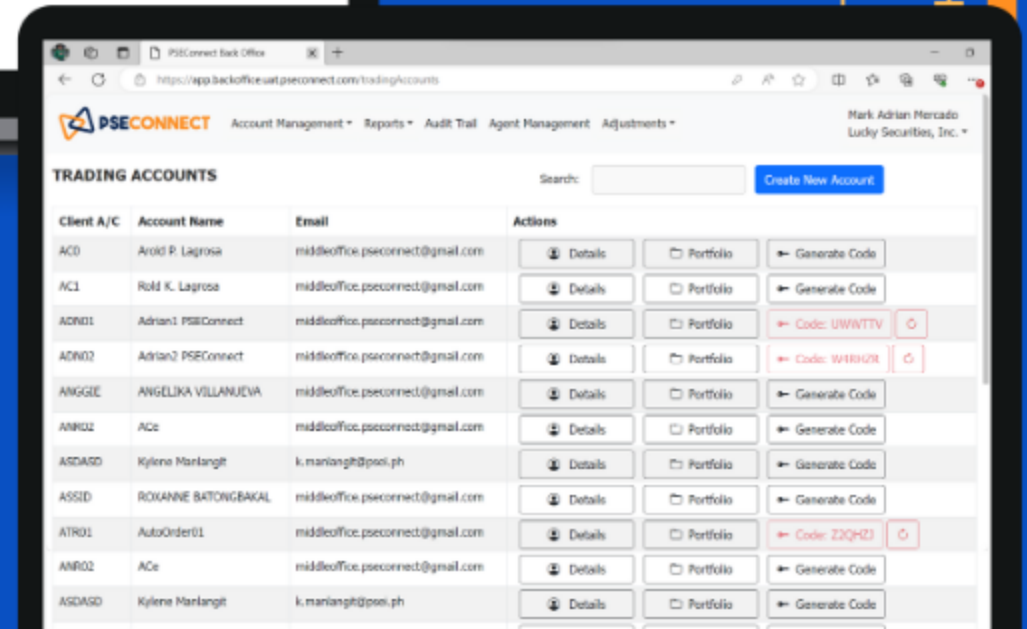 PSEConnect Back Office
https://app.backoffice.uat.pseconnect.com/tradingAccounts
PSECONNECT Account Management Reports Audit Trail Agent Management Adjustments Mark Adrian Mercado
Lucky Securities, Inc.
TRADING ACCOUNTS Search: Create New Account
Client A/C Account Name Email Actions
AC0 Arold P. Lagrosa middleoffice.pseconnect@gmail.com Details Portfolio Generate Code
AC1 Rold K. Lagrosa middleoffice.pseconnect@gmail.com Details Portfolio Generate Code
ADN01 Adrian1 PSEConnect middleoffice.pseconnect@gmail.com Details Portfolio Code: UWWTTV
ADN02 Adrian2 PSEConnect middleoffice.pseconnect@gmail.com Details Portfolio Code:
ANGGIE ANGELIKA VILLANUEVA middleoffice.pseconnect@gmail.com Details Portfolio Generate Code
ANR02 ACe middleoffice.pseconnect@gmail.com Details Portfolio Generate Code
ASDASD Kylene Manlangit k.manlangit@psei.ph Details Portfolio Generate Code
ASSID ROXANNE BATONGBAKAL middleoffice.pseconnect@gmail.com Details Portfolio Generate Code
ATR01 AutoOrder01 middleoffice.pseconnect@gmail.com Details Portfolio Code: Z2QHZJ
ANR02 ACe middleoffice.pseconnect@gmail.com Details Portfolio Generate Code
ASDASD Kylene Manlangit k.manlangit@psei.ph Details Portfolio Generate Code